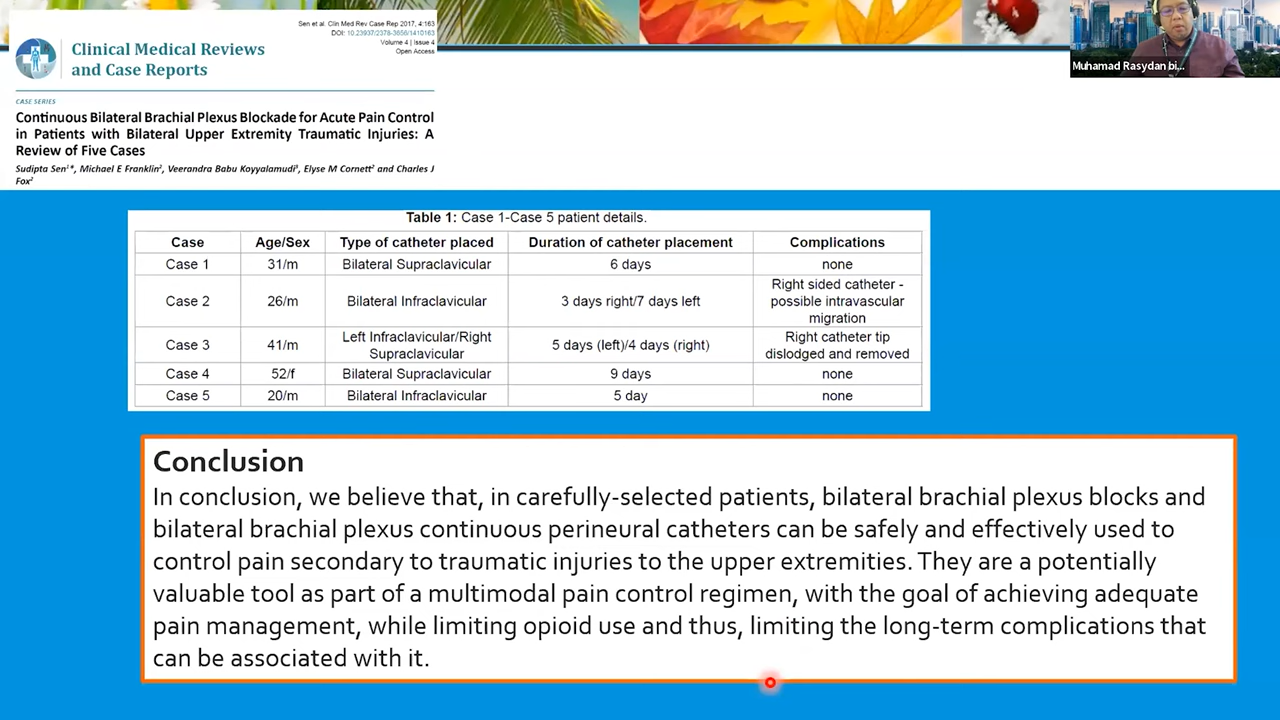 Sen et al. Clin Med Rev Case Rep 2017, 4:163
DOI: 10.23937/2378-3656/1410163
Volume 4 | Issue 4
Open Access
Clinical Medical Reviews
and Case Reports
CASE SERIES
Continuous Bilateral Brachial Plexus Blockade for Acute Pain Control
in Patients with Bilateral Upper Extremity Traumatic Injuries: A
Review of Five Cases
Sudipta Sen¹*, Michael E Franklin², Veerandra Babu Koyyalamudi³, Elyse M Cornett² and Charles J
Fox²
Muhamad Rasydan bi...
Table 1: Case 1-Case 5 patient details.
Case Age/Sex Type of catheter placed Duration of catheter placement Complications
Case 1 31/m Bilateral Supraclavicular 6 days none
Case 2 26/m Bilateral Infraclavicular 3 days right/7 days left Right sided catheter -
possible intravascular
migration
Case 3 41/m Left Infraclavicular/Right
Supraclavicular 5 days (left)/4 days (right) Right catheter tip
dislodged and removed
Case 4 52/f Bilateral Supraclavicular 9 days none
Case 5 20/m Bilateral Infraclavicular 5 day none
Conclusion
In conclusion, we believe that, in carefully-selected patients, bilateral brachial plexus blocks and
bilateral brachial plexus continuous perineural catheters can be safely and effectively used to
control pain secondary to traumatic injuries to the upper extremities. They are a potentially
valuable tool as part of a multimodal pain control regimen, with the goal of achieving adequate
pain management, while limiting opioid use and thus, limiting the long-term complications that
can be associated with it.